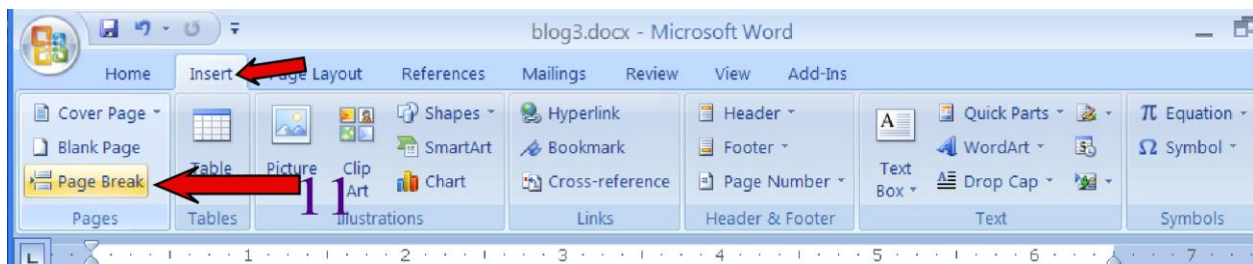 blog3.docx - Microsoft Word
Home Insert Page Layout References Mailings Review View Add-Ins
Cover Page
Blank Page
Page Break
Pages
Table
Tables
Picture
Clip Art
Shapes
SmartArt
Chart
11
Illustrations
Hyperlink
Bookmark
Cross-reference
Links
Header
Footer
Page Number
Header & Footer
A
Text Box
Quick Parts
WordArt
Drop Cap
Text
π Equation
Ω Symbol
Symbols
L 1 2 3 4 5 6 7